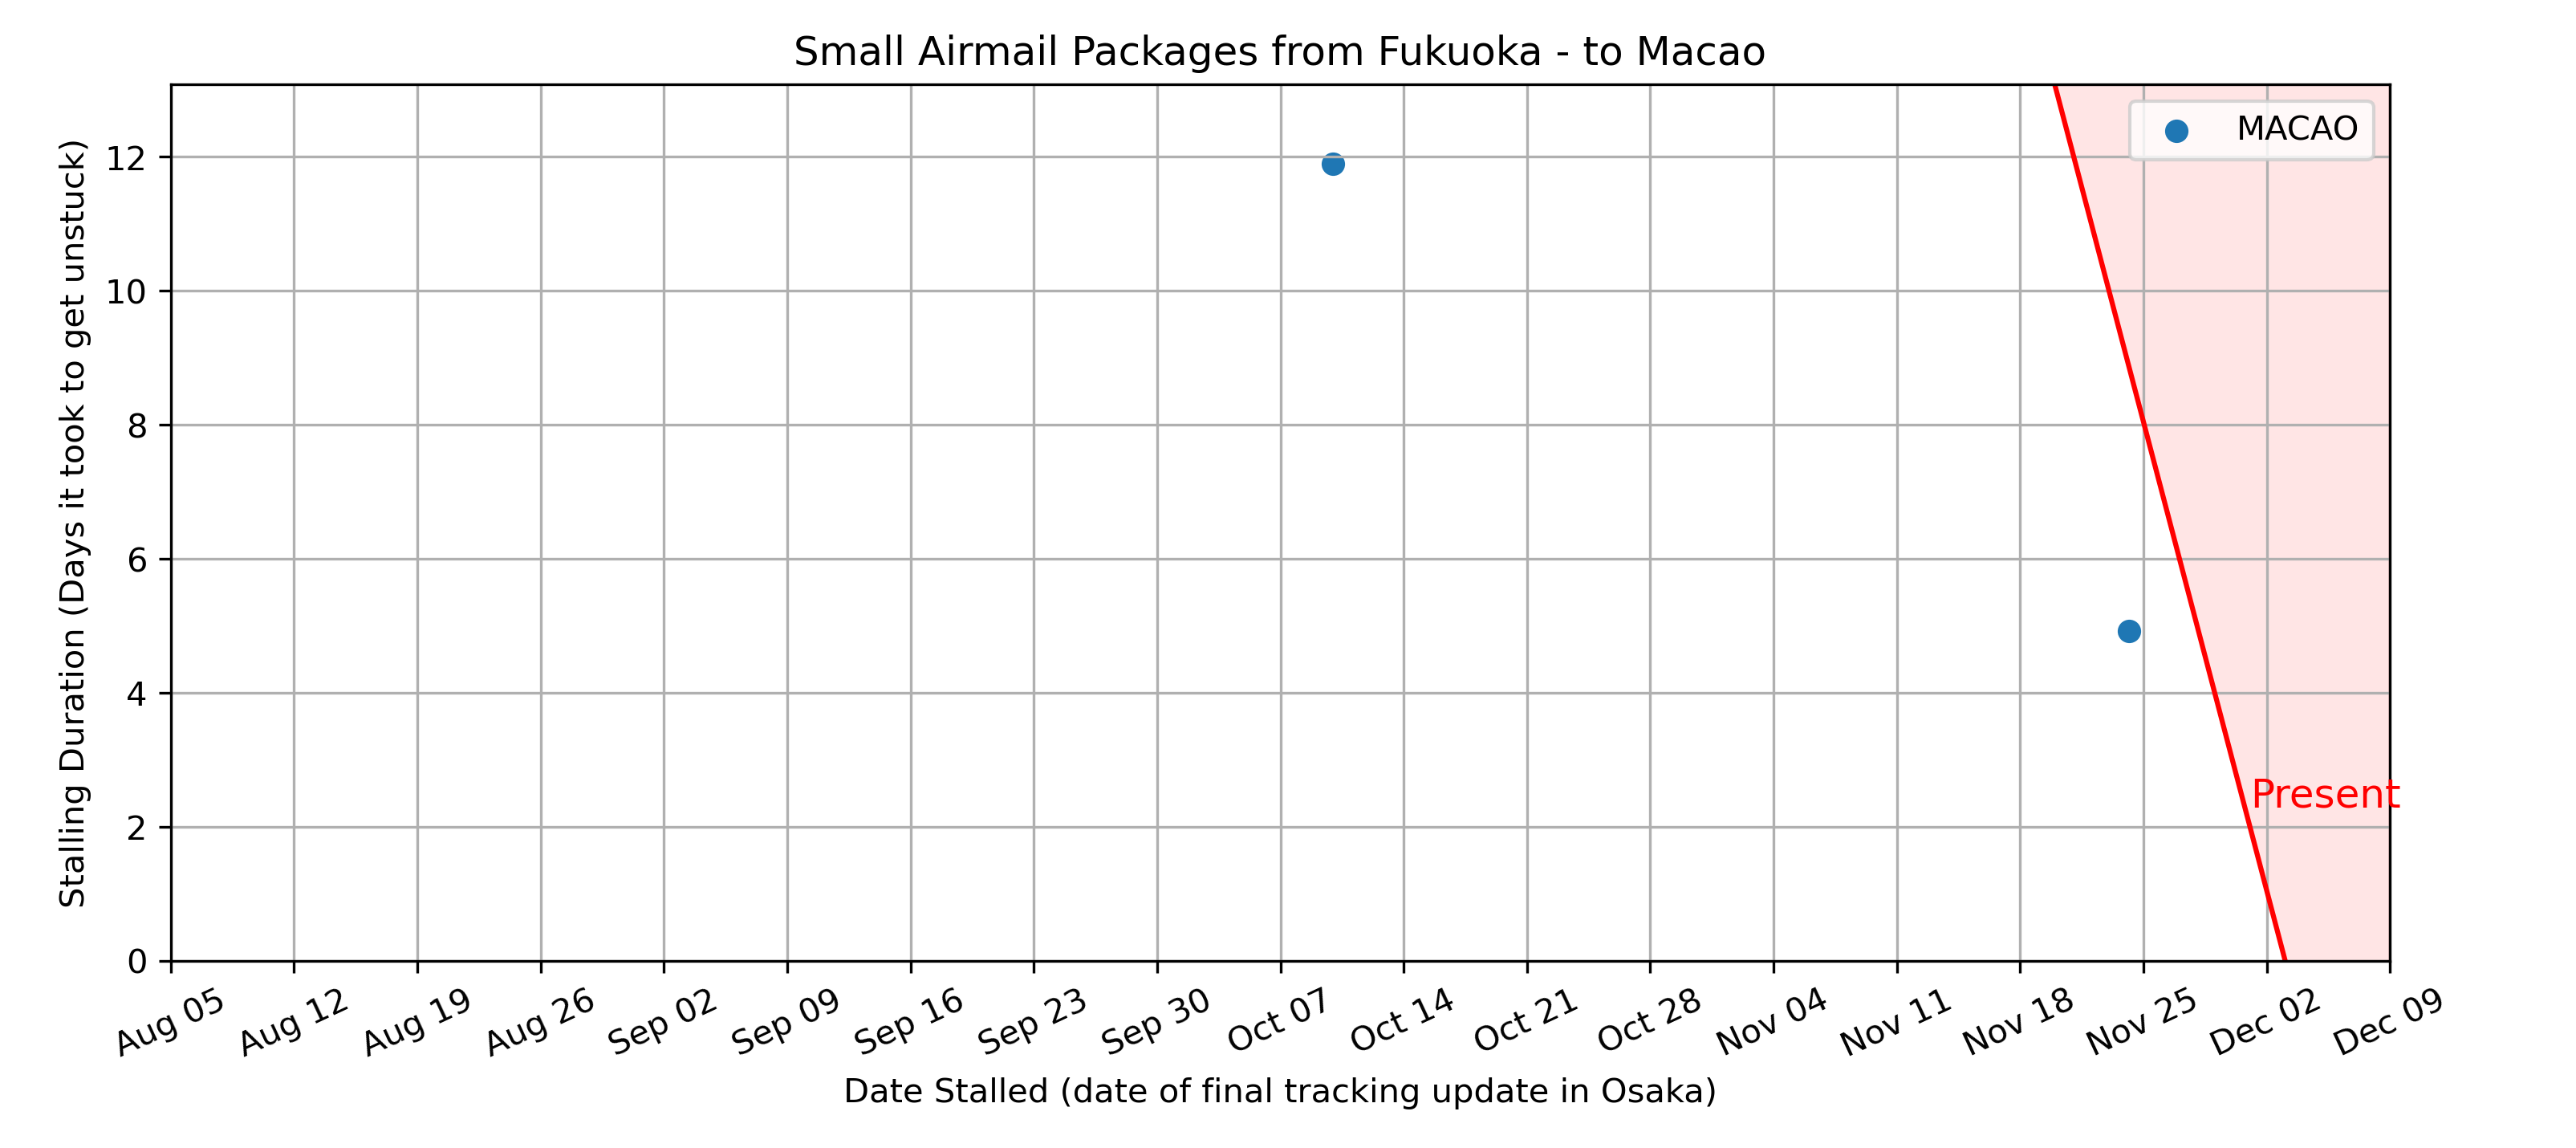 Small Airmail Packages from Fukuoka - to Macao
MACAO
Stalling Duration (Days it took to get unstuck)
12
10
8
6
4
2
0
Present
Aug 05
Aug 12
Aug 19
Aug 26
Sep 02
Sep 09
Sep 16
Sep 23
Sep 30
Oct 07
Oct 14
Oct 21
Oct 28
Nov 04
Nov 11
Nov 18
Nov 25
Dec 02
Dec 09
Date Stalled (date of final tracking update in Osaka)